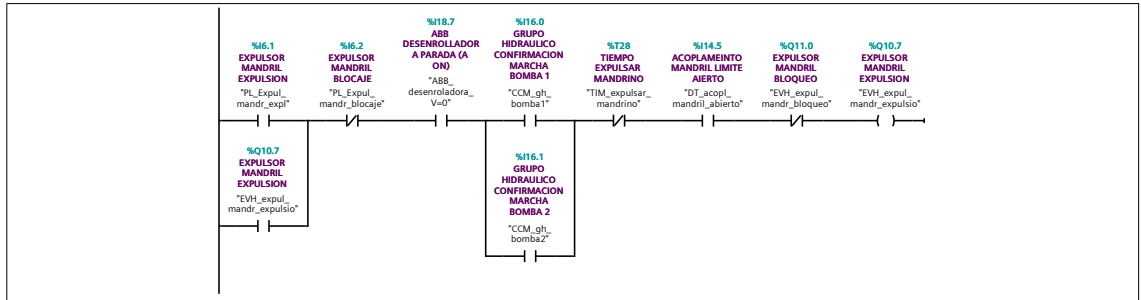 %I6.1
EXPULSOR
MANDRIL
EXPULSION
"PL_Expul_
mandr_expl"
%I6.2
EXPULSOR
MANDRIL
BLOCAJE
"PL_Expul_
mandr_blocaje"
%I18.7
ABB
DESENROLLADOR
A PARADA (A
ON)
"ABB_
desenroladora_
V=0"
%I16.0
GRUPO
HIDRAULICO
CONFIRMACION
MARCHA
BOMBA 1
"CCM_gh_
bomba1"
%T28
TIEMPO
EXPULSAR
MANDRINO
"TIM_expulsar_
mandrino"
%I14.5
ACOPLAMEINTO
MANDRIL LIMITE
AIERTO
"DT_acopl_
mandril_abierto"
%Q11.0
EXPULSOR
MANDRIL
BLOQUEO
"EVH_expul_
mandr_bloqueo"
%Q10.7
EXPULSOR
MANDRIL
EXPULSION
"EVH_expul_
mandr_expulsio"
%Q10.7
EXPULSOR
MANDRIL
EXPULSION
"EVH_expul_
mandr_expulsio"
%I16.1
GRUPO
HIDRAULICO
CONFIRMACION
MARCHA
BOMBA 2
"CCM_gh_
bomba2"